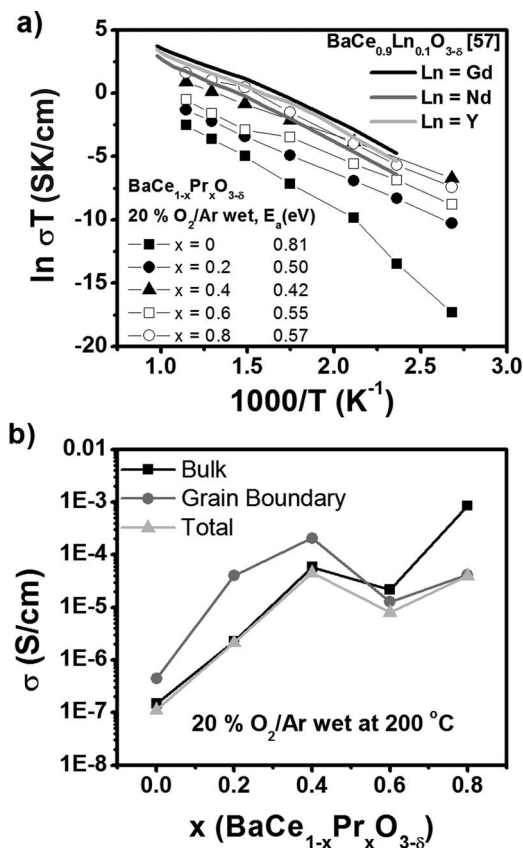 a)
BaCe0.9Ln0.1O3-δ [57]
Ln = Gd
Ln = Nd
Ln = Y
5
0
-5
-10
-15
-20
ln σT (SK/cm)
BaCe1-xPrxO3-δ
20 % O2/Ar wet, Ea(eV)
x = 0 0.81
x = 0.2 0.50
x = 0.4 0.42
x = 0.6 0.55
x = 0.8 0.57
1.0 1.5 2.0 2.5 3.0
1000/T (K-1)
b)
0.01
1E-3
1E-4
1E-5
1E-6
1E-7
1E-8
σ (S/cm)
Bulk
Grain Boundary
Total
20 % O2/Ar wet at 200 °C
0.0 0.2 0.4 0.6 0.8
x (BaCe1-xPrxO3-δ)